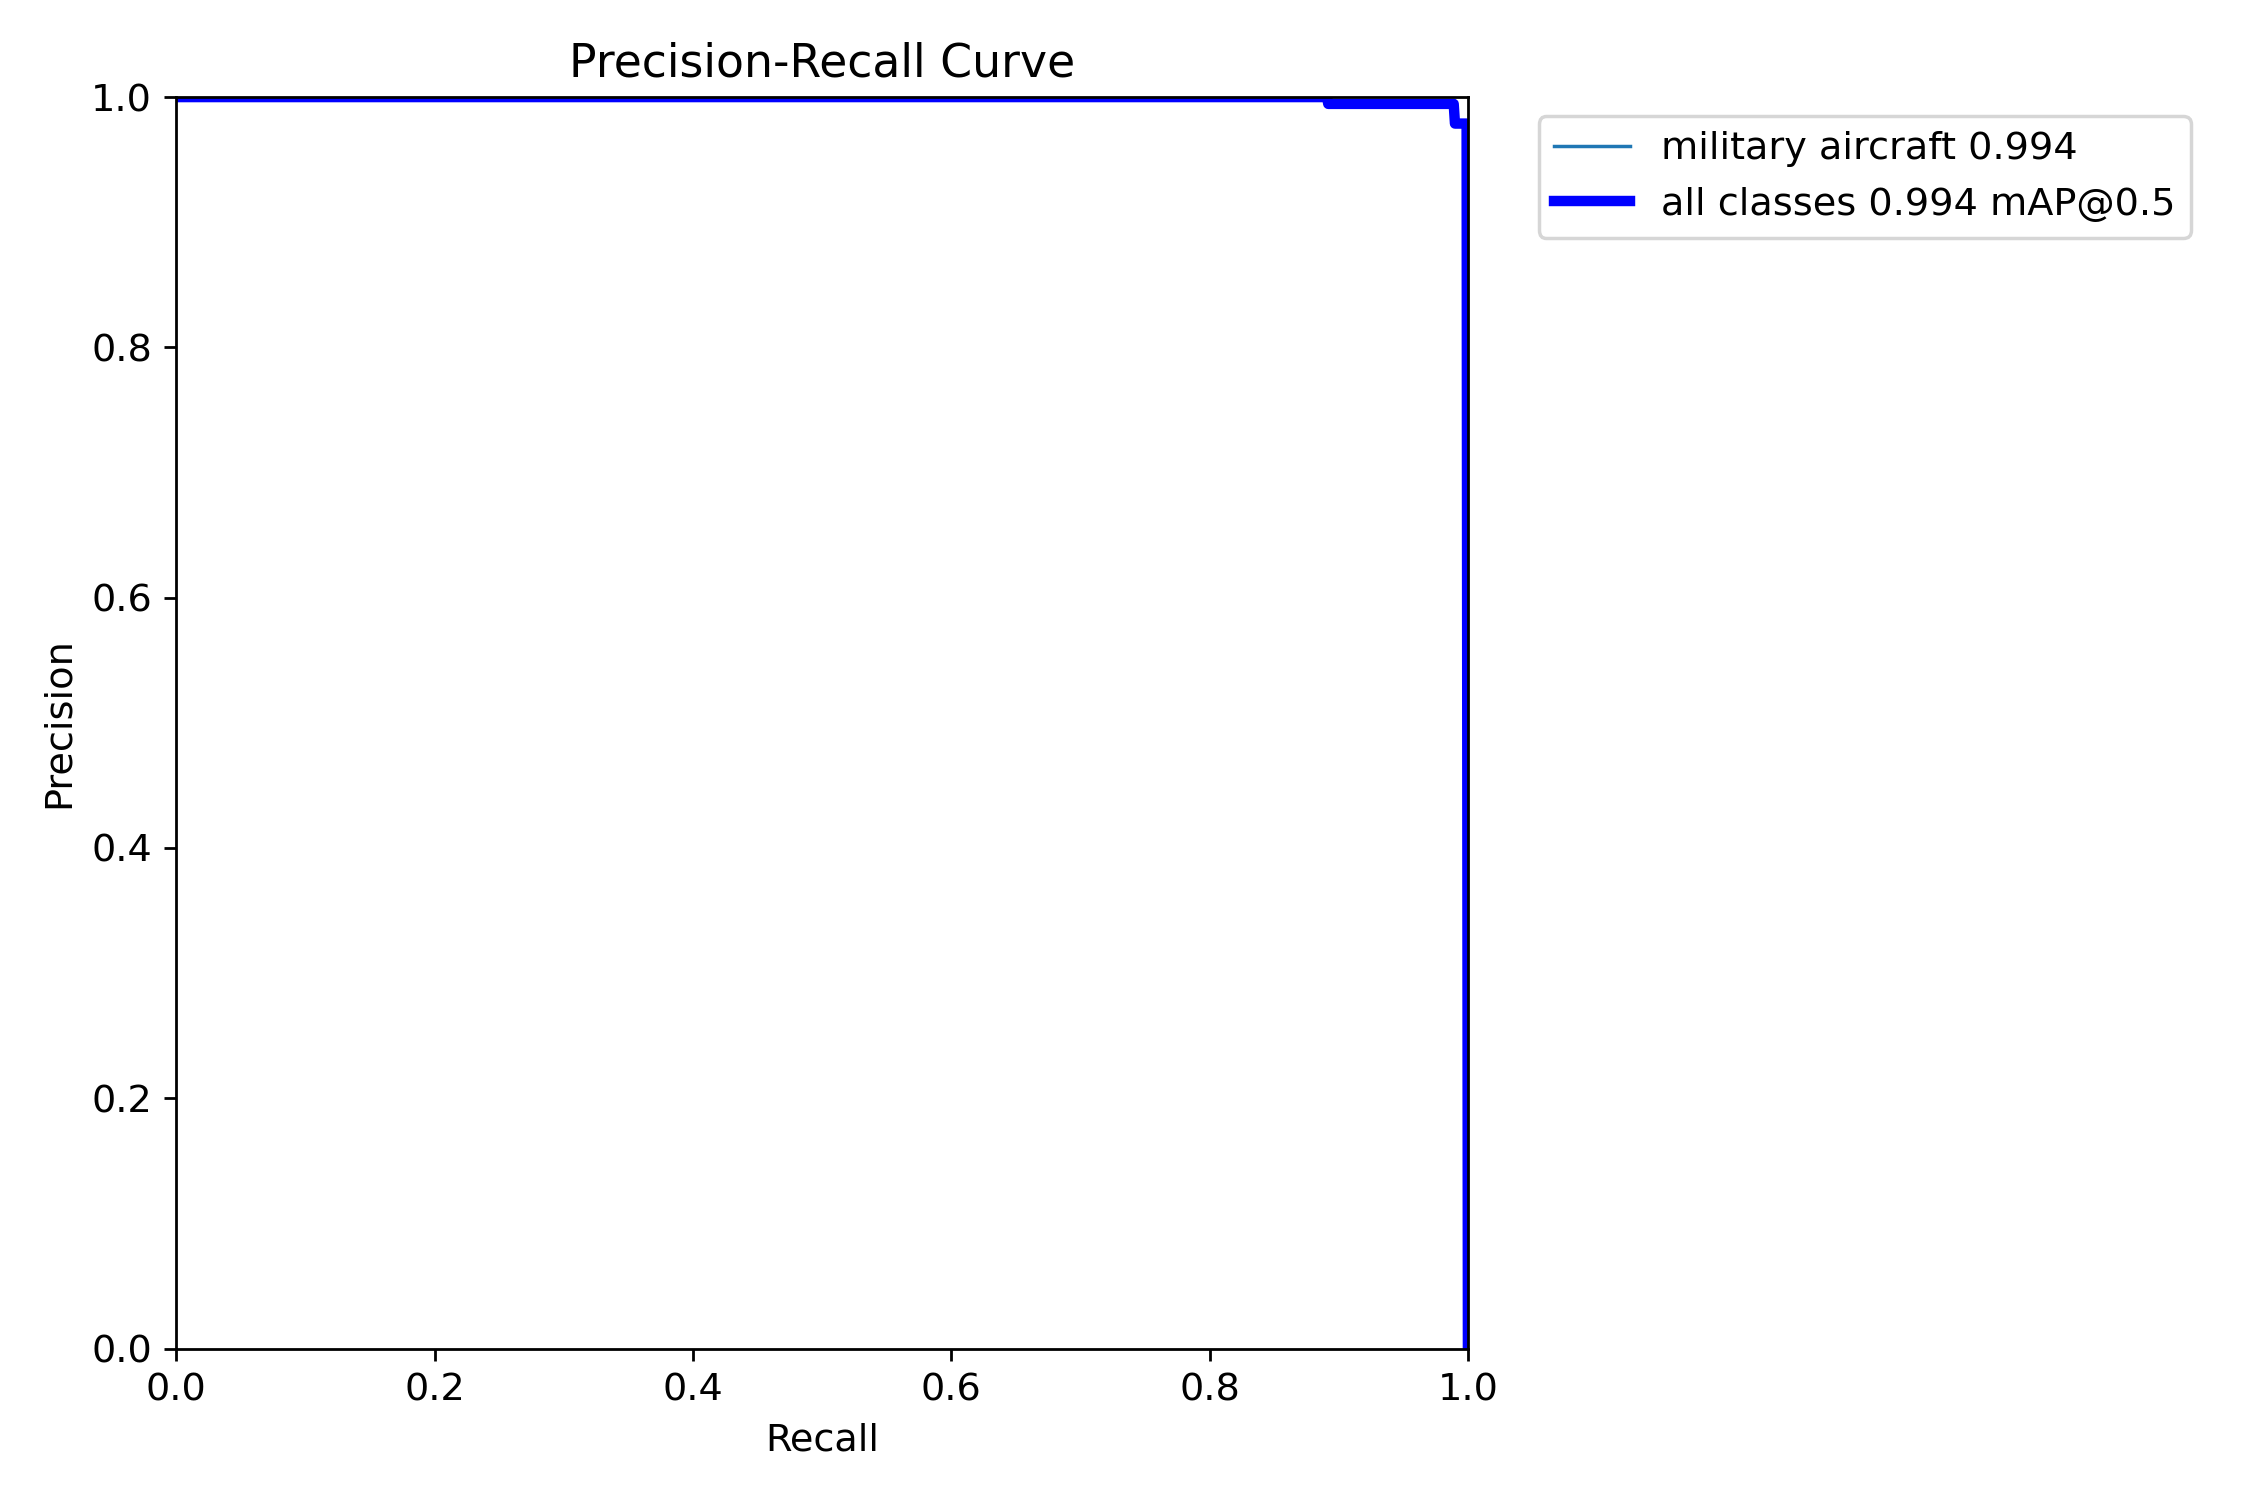 Precision-Recall Curve
1.0
0.8
0.6
0.4
0.2
0.0
Precision
0.0 0.2 0.4 0.6 0.8 1.0
Recall
military aircraft 0.994
all classes 0.994 mAP@0.5